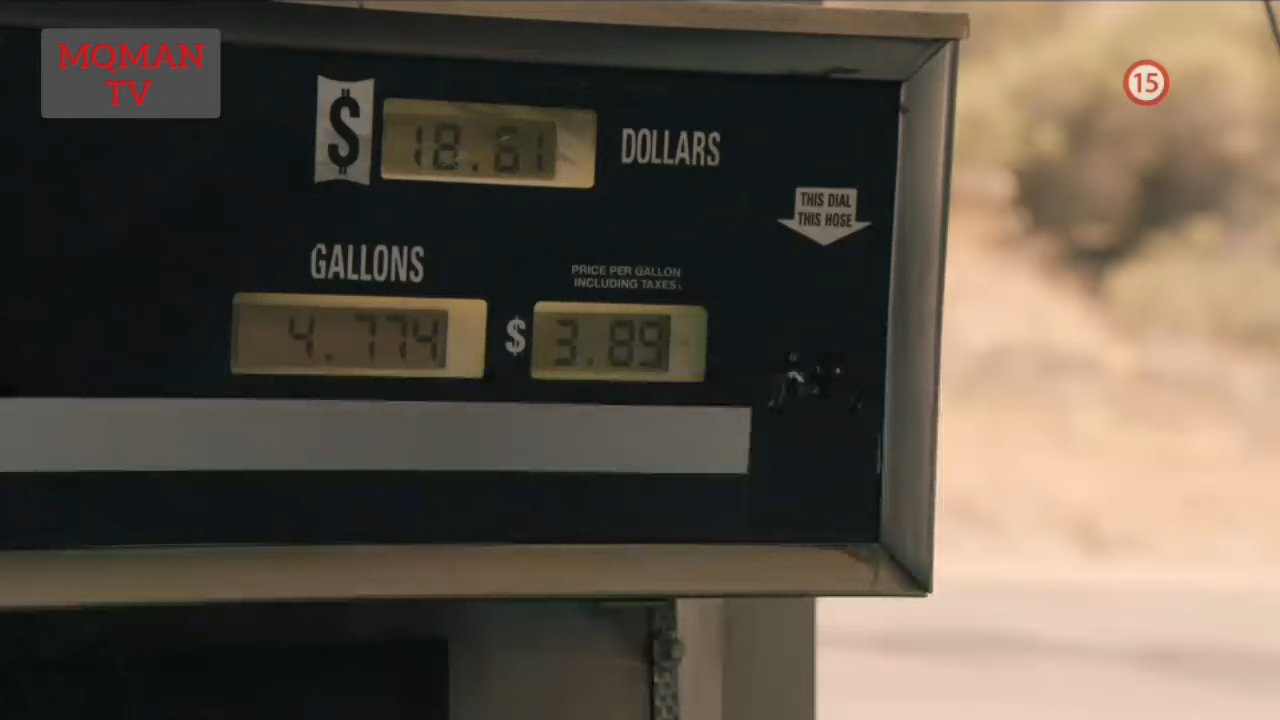 MQMAN
TV
15
$ 18.61 DOLLARS
THIS DIAL
THIS HOSE
GALLONS
PRICE PER GALLON
INCLUDING TAXES
4.774 $ 3.89